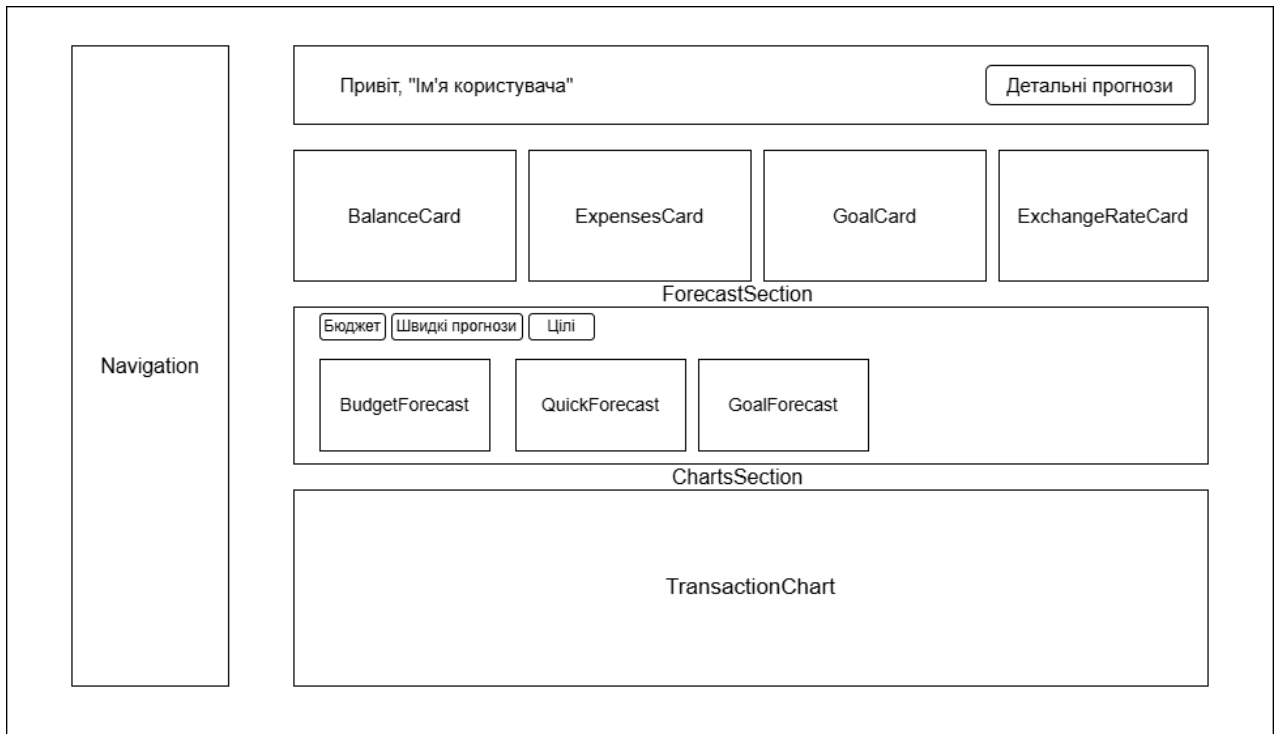 Привіт, "Ім'я користувача"
Детальні прогнози
BalanceCard
ExpensesCard
GoalCard
ExchangeRateCard
ForecastSection
Бюджет
Швидкі прогнози
Цілі
Navigation
BudgetForecast
QuickForecast
GoalForecast
ChartsSection
TransactionChart